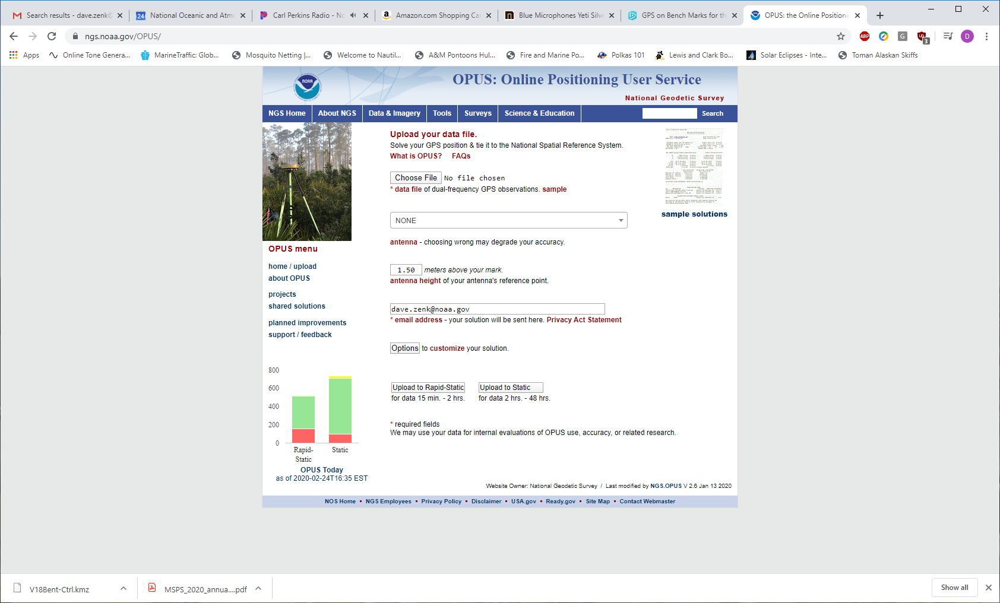 Search results - dave.zenk@
National Oceanic and Atmo
Carl Perkins Radio - No
Amazon.com Shopping Car
Blue Microphones Yeti Silve
GPS on Bench Marks for th
OPUS: the Online Positioni
ngs.noaa.gov/OPUS/
ABP
G
3
D
Apps
Online Tone Genera...
MarineTraffic: Glob...
Mosquito Netting |...
Welcome to Nautil...
A&M Pontoons Hul...
Fire and Marine Po...
Polkas 101
Lewis and Clark Bo...
Solar Eclipses - Inte...
Toman Alaskan Skiffs
NOAA
OPUS: Online Positioning User Service
National Geodetic Survey
NGS Home
About NGS
Data & Imagery
Tools
Surveys
Science & Education
Search
Upload your data file.
Solve your GPS position & tie it to the National Spatial Reference System.
What is OPUS? FAQs
Choose File No file chosen
* data file of dual-frequency GPS observations. sample
NONE
antenna - choosing wrong may degrade your accuracy.
1.50 meters above your mark.
antenna height of your antenna's reference point.
dave.zenk@noaa.gov
* email address - your solution will be sent here. Privacy Act Statement
Options to customize your solution.
Upload to Rapid-Static
for data 15 min. - 2 hrs.
Upload to Static
for data 2 hrs. - 48 hrs.
* required fields
We may use your data for internal evaluations of OPUS use, accuracy, or related research.
sample solutions
OPUS menu
home / upload
about OPUS
projects
shared solutions
planned improvements
support / feedback
800
600
400
200
0
Rapid-
Static
Static
OPUS Today
as of 2020-02-24T16:35 EST
Website Owner: National Geodetic Survey / Last modified by NGS.OPUS V 2.6 Jan 13 2020
NOS Home ▪ NGS Employees ▪ Privacy Policy ▪ Disclaimer ▪ USA.gov ▪ Ready.gov ▪ Site Map ▪ Contact Webmaster
V18Bent-Ctrl.kmz
MSPS_2020_annua....pdf
Show all